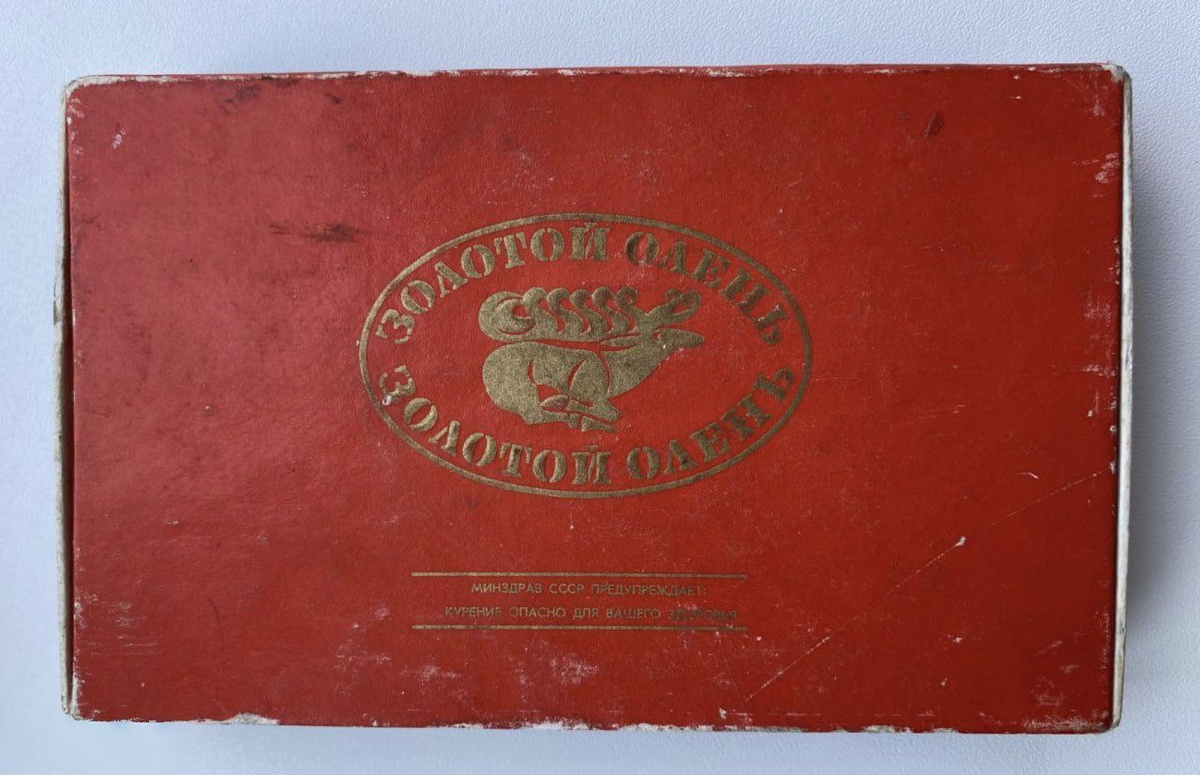 ЗОЛОТОЙ ОЛЕНЬ
ЗОЛОТОЙ ОЛЕНЬ
МИНЗДРАВ СССР ПРЕДУПРЕЖДАЕТ:
КУРЕНИЕ ОПАСНО ДЛЯ ВАШЕГО ЗДОРОВЬЯ